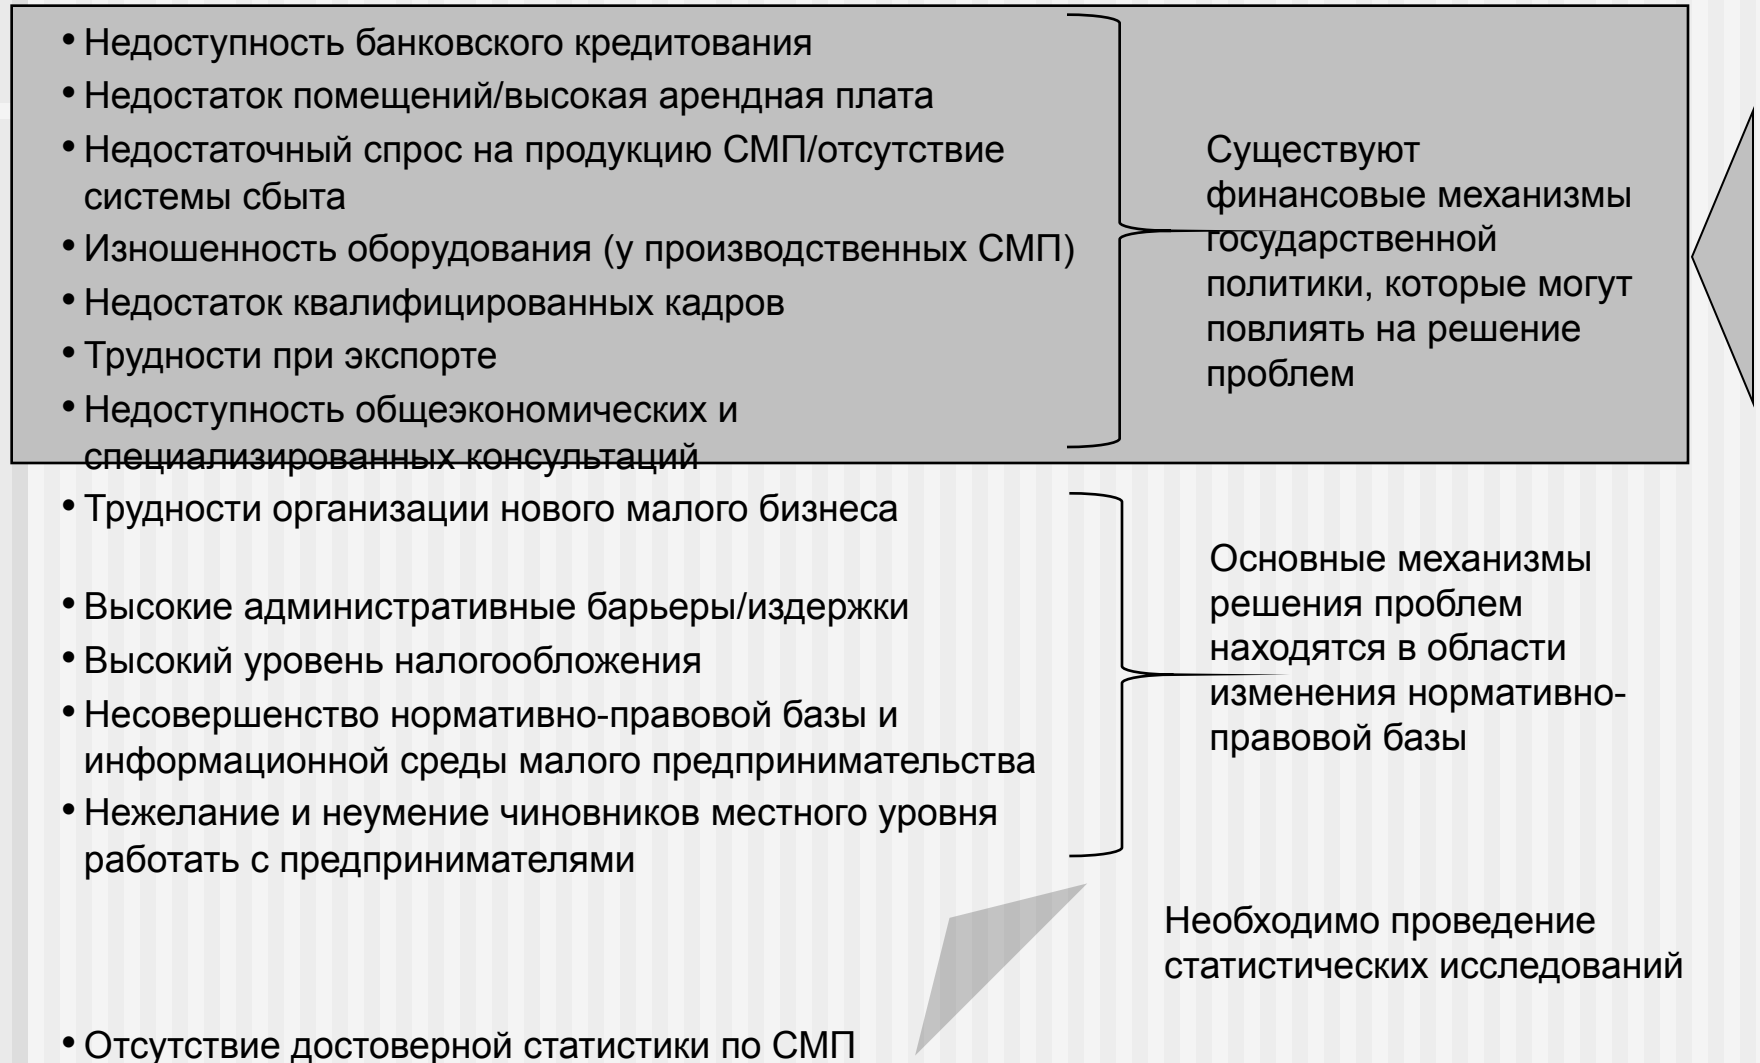 • Недоступность банковского кредитования
• Недостаток помещений/высокая арендная плата
• Недостаточный спрос на продукцию СМП/отсутствие
системы сбыта
• Изношенность оборудования (у производственных СМП)
• Недостаток квалифицированных кадров
• Трудности при экспорте
• Недоступность общеэкономических и
специализированных консультаций
Существуют
финансовые механизмы
государственной
политики, которые могут
повлиять на решение
проблем
• Трудности организации нового малого бизнеса
• Высокие административные барьеры/издержки
• Высокий уровень налогообложения
• Несовершенство нормативно-правовой базы и
информационной среды малого предпринимательства
• Нежелание и неумение чиновников местного уровня
работать с предпринимателями
Основные механизмы
решения проблем
находятся в области
изменения нормативно-
правовой базы
Необходимо проведение
статистических исследований
• Отсутствие достоверной статистики по СМП